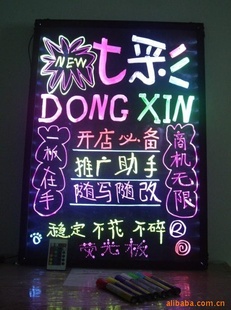 NEW 七彩
DONG XIN
一板在手
开店必备
推广助手
随写随改
商机无限
稳定 不花 不碎
荧光板
alibaba.com.cn